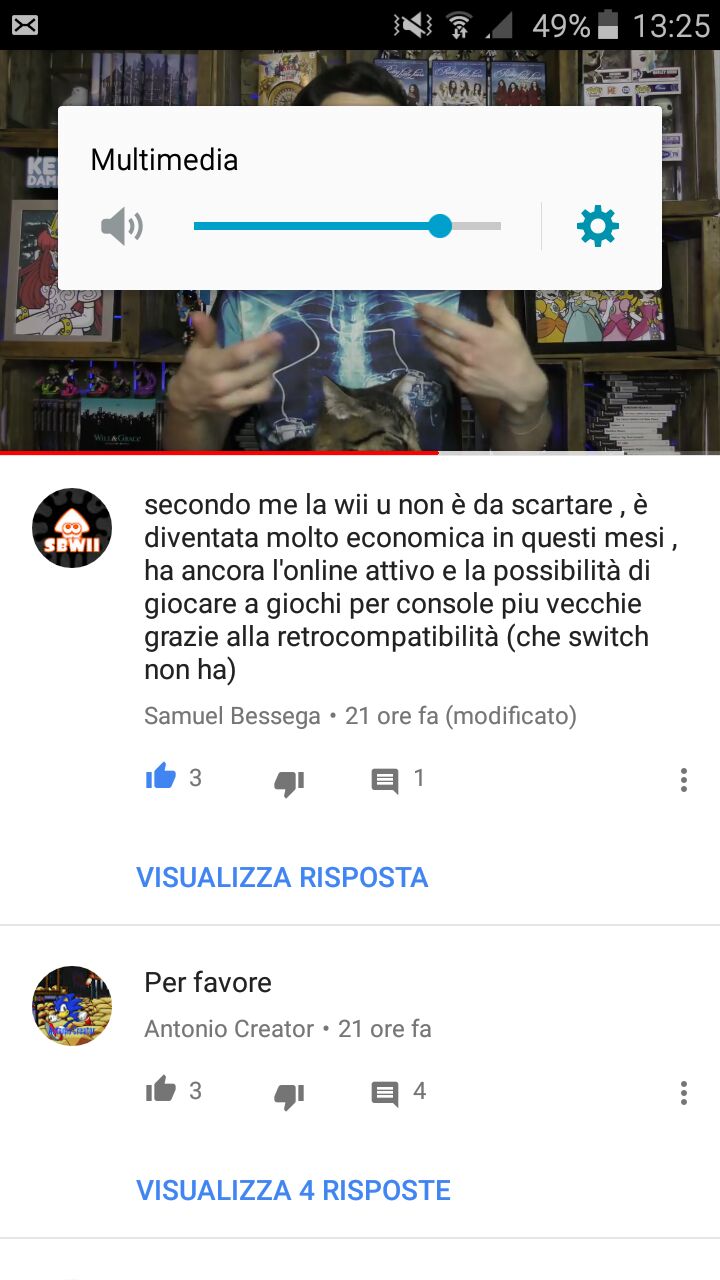 49% 13:25
Multimedia
WILL&GRACE
secondo me la wii u non è da scartare , è
diventata molto economica in questi mesi ,
ha ancora l'online attivo e la possibilità di
giocare a giochi per console piu vecchie
grazie alla retrocompatibilità (che switch
non ha)
SBWII
Samuel Bessega • 21 ore fa (modificato)
3 1
VISUALIZZA RISPOSTA
Per favore
Antonio Creator • 21 ore fa
3 4
VISUALIZZA 4 RISPOSTE